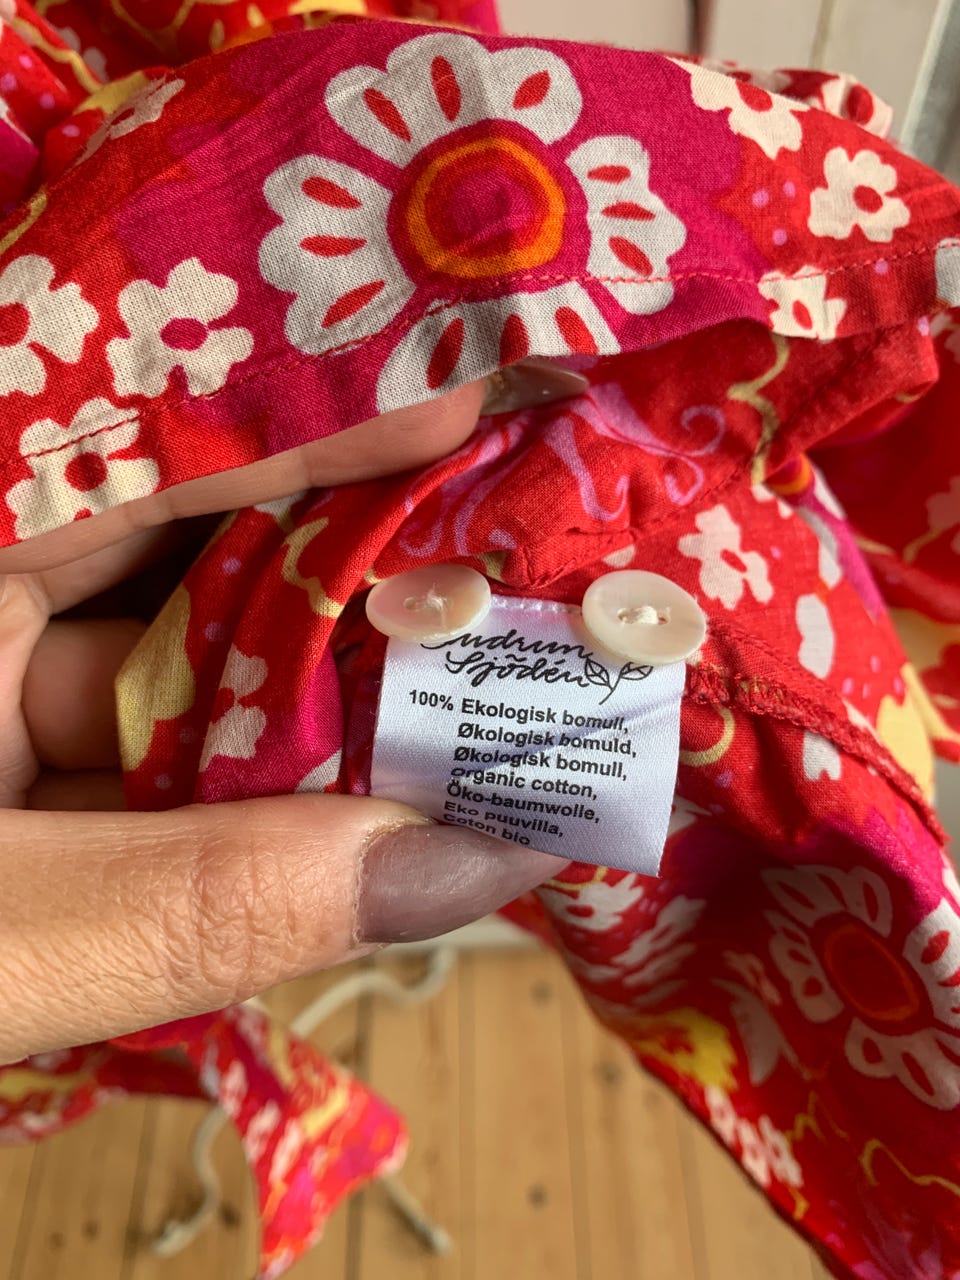 Gudrun
Sjödén
100% Ekologisk bomull,
Økologisk bomuld,
Økologisk bomull,
organic cotton,
Öko-baumwolle,
Eko puuvilla,
Coton bio